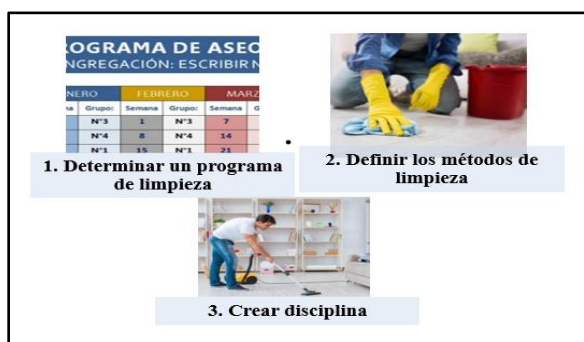 ROGRAMA DE ASEO
NGREGACIÓN: ESCRIBIR N
NERO FEBRERO MARZ
Grupo: Semana Grupo: Semana
N°3 1 N°3 7
N°4 8 N°4 14
N°1 15 N°1 21
1. Determinar un programa
de limpieza
2. Definir los métodos de
limpieza
3. Crear disciplina